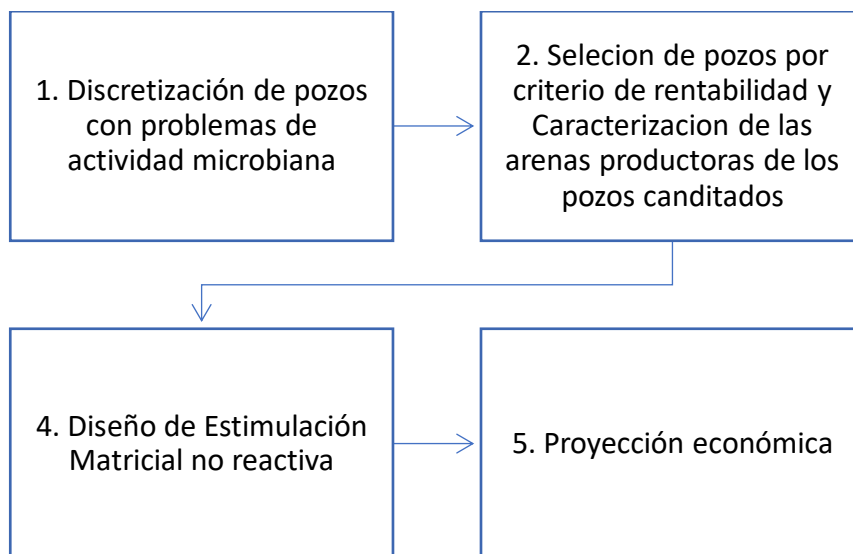 1. Discretización de pozos
con problemas de
actividad microbiana
2. Selecion de pozos por
criterio de rentabilidad y
Caracterizacion de las
arenas productoras de los
pozos canditados
4. Diseño de Estimulación
Matricial no reactiva
5. Proyección económica